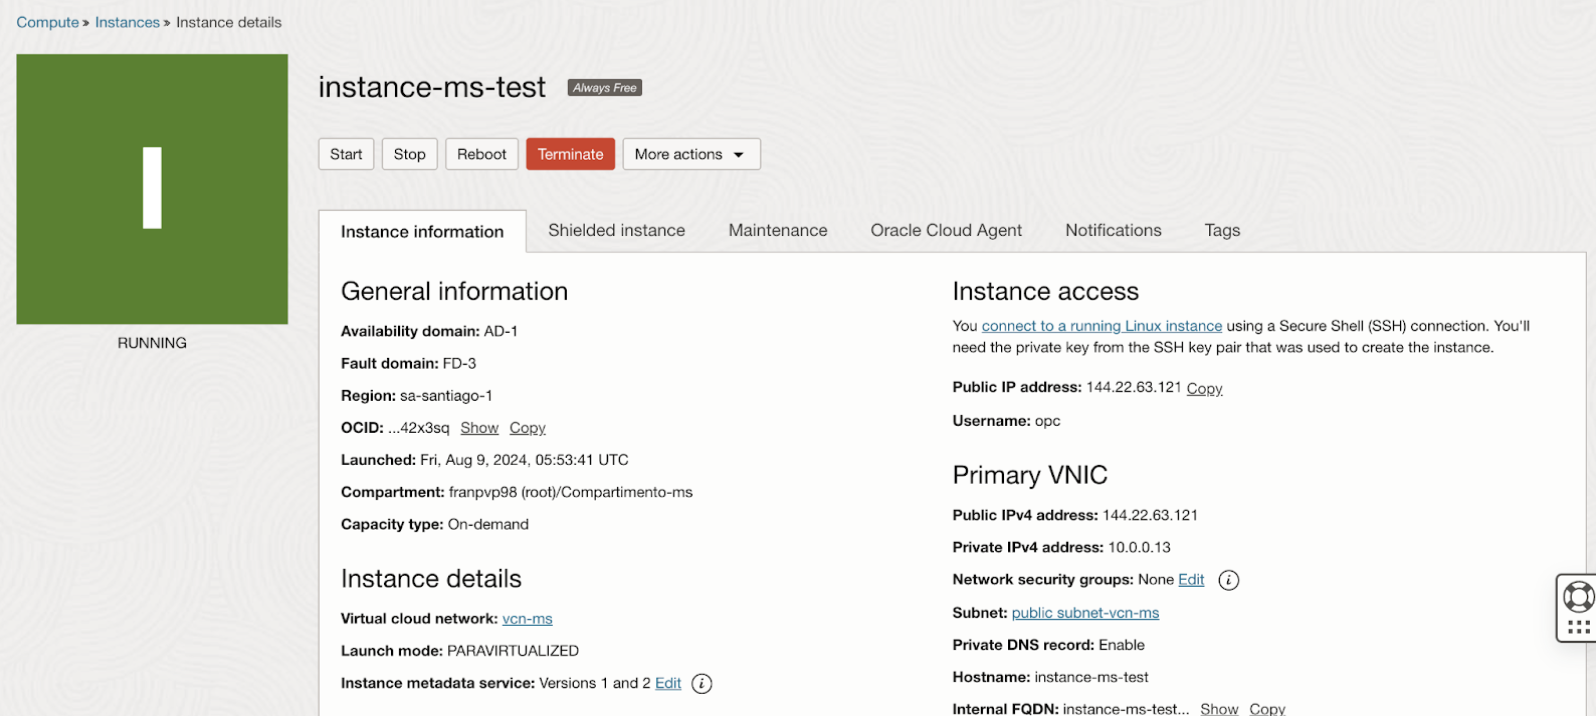 Compute » Instances » Instance details
I
RUNNING
instance-ms-test Always Free
Start Stop Reboot Terminate More actions
Instance information Shielded instance Maintenance Oracle Cloud Agent Notifications Tags
General information
Availability domain: AD-1
Fault domain: FD-3
Region: sa-santiago-1
OCID: ...42x3sq Show Copy
Launched: Fri, Aug 9, 2024, 05:53:41 UTC
Compartment: franpvp98 (root)/Compartimento-ms
Capacity type: On-demand
Instance details
Virtual cloud network: vcn-ms
Launch mode: PARAVIRTUALIZED
Instance metadata service: Versions 1 and 2 Edit i
Instance access
You connect to a running Linux instance using a Secure Shell (SSH) connection. You'll
need the private key from the SSH key pair that was used to create the instance.
Public IP address: 144.22.63.121 Copy
Username: opc
Primary VNIC
Public IPv4 address: 144.22.63.121
Private IPv4 address: 10.0.0.13
Network security groups: None Edit i
Subnet: public subnet-vcn-ms
Private DNS record: Enable
Hostname: instance-ms-test
Internal FQDN: instance-ms-test... Show Copy